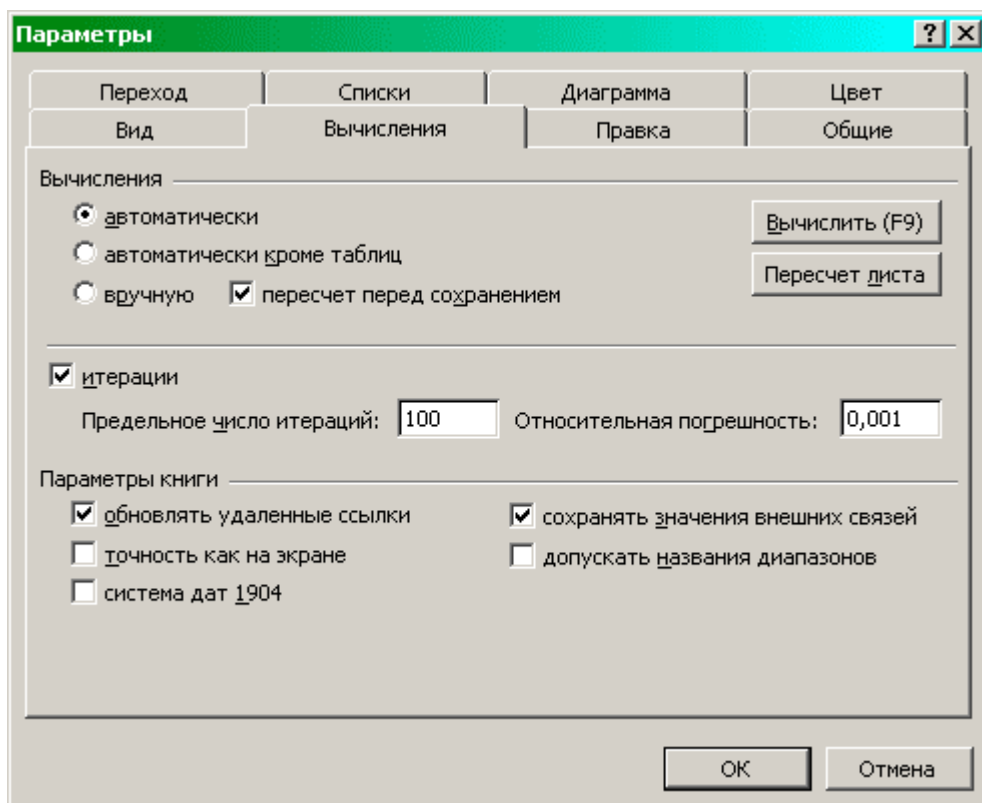 Параметры
Переход Списки Диаграмма Цвет
Вид Вычисления Правка Общие
Вычисления
автоматически
Вычислить (F9)
автоматически кроме таблиц
Пересчет листа
вручную пересчет перед сохранением
итерации
Предельное число итераций: 100 Относительная погрешность: 0,001
Параметры книги
обновлять удаленные ссылки сохранять значения внешних связей
точность как на экране допускать названия диапазонов
система дат 1904
ОК Отмена